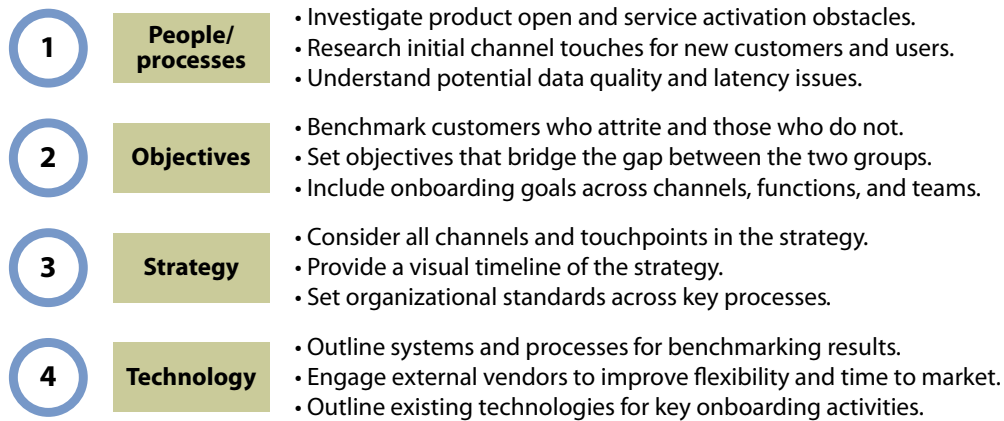 1
People/
processes
• Investigate product open and service activation obstacles.
• Research initial channel touches for new customers and users.
• Understand potential data quality and latency issues.
2
Objectives
• Benchmark customers who attrite and those who do not.
• Set objectives that bridge the gap between the two groups.
• Include onboarding goals across channels, functions, and teams.
3
Strategy
• Consider all channels and touchpoints in the strategy.
• Provide a visual timeline of the strategy.
• Set organizational standards across key processes.
4
Technology
• Outline systems and processes for benchmarking results.
• Engage external vendors to improve flexibility and time to market.
• Outline existing technologies for key onboarding activities.